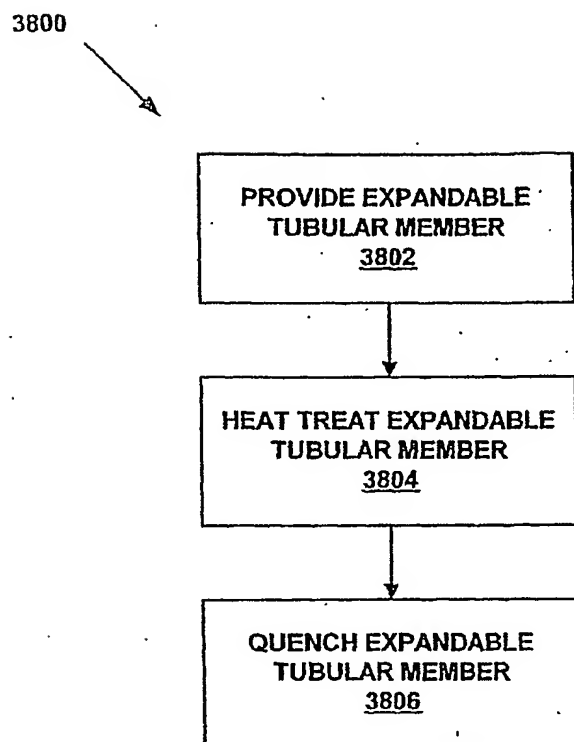 3800
PROVIDE EXPANDABLE
TUBULAR MEMBER
3802
HEAT TREAT EXPANDABLE
TUBULAR MEMBER
3804
QUENCH EXPANDABLE
TUBULAR MEMBER
3806